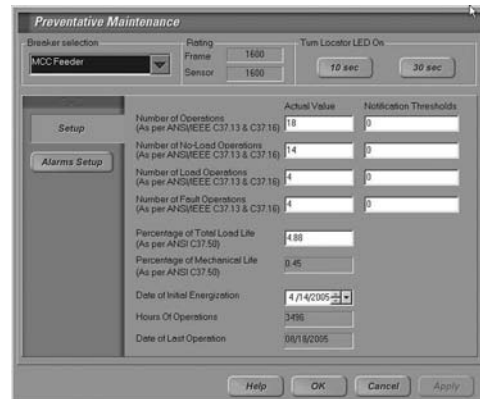 Preventative Maintenance
Breaker selection
MCC Feeder
Rating
Frame 1600
Sensor 1600
Turn Locator LED On
10 sec 30 sec
Setup
Alarms Setup
Actual Value Notification Thresholds
Number of Operations
(As per ANSI/IEEE C37.13 & C37.16) 18 0
Number of No-Load Operations
(As per ANSI/IEEE C37.13 & C37.16) 14 0
Number of Load Operations
(As per ANSI/IEEE C37.13 & C37.16) 4 0
Number of Fault Operations
(As per ANSI/IEEE C37.13 & C37.16) 4 0
Percentage of Total Load Life
(As per ANSI C37.50) 4.88
Percentage of Mechanical Life
(As per ANSI C37.50) 0.45
Date of Initial Energization 4 /14/2005
Hours Of Operations 3496
Date of Last Operation 08/18/2005
Help OK Cancel Apply